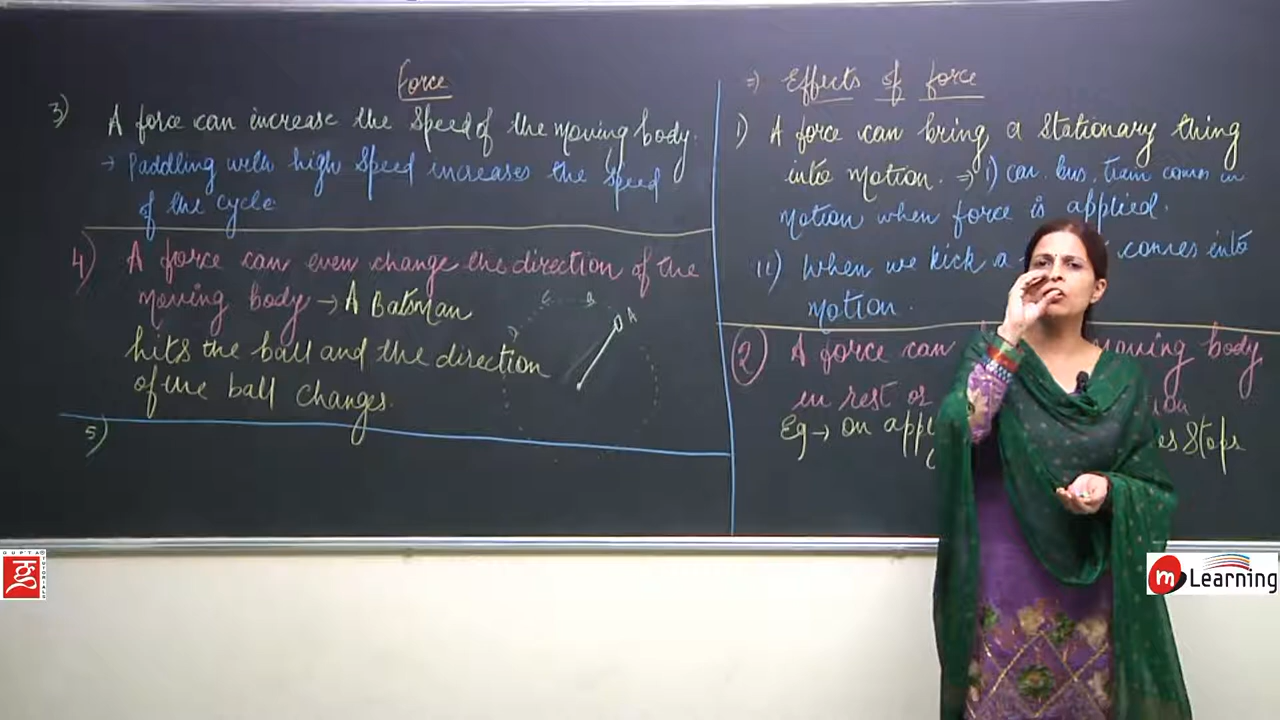 Force
3)
A force can increase the speed of the moving body.
→ Paddling with high speed increases the speed
of the cycle
4) A force can even change the direction of the
moving body → A Batsman
hits the ball and the direction
of the ball changes.
A
B
C
D
5)
⇒ Effects of force
1) A force can bring a stationary thing
into motion. ⇒ i) car. bus. train comes in
motion when force is applied.
ii) When we kick a comes into
motion.
2 A force can moving body
in rest or
Eg → on stops
GUPTA TUTORIALS
m Learning